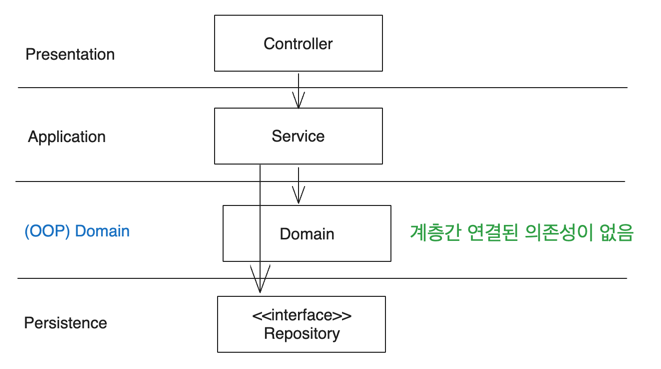 Presentation
Controller
Application
Service
(OOP) Domain
Domain
계층간 연결된 의존성이 없음
Persistence
<<interface>>
Repository